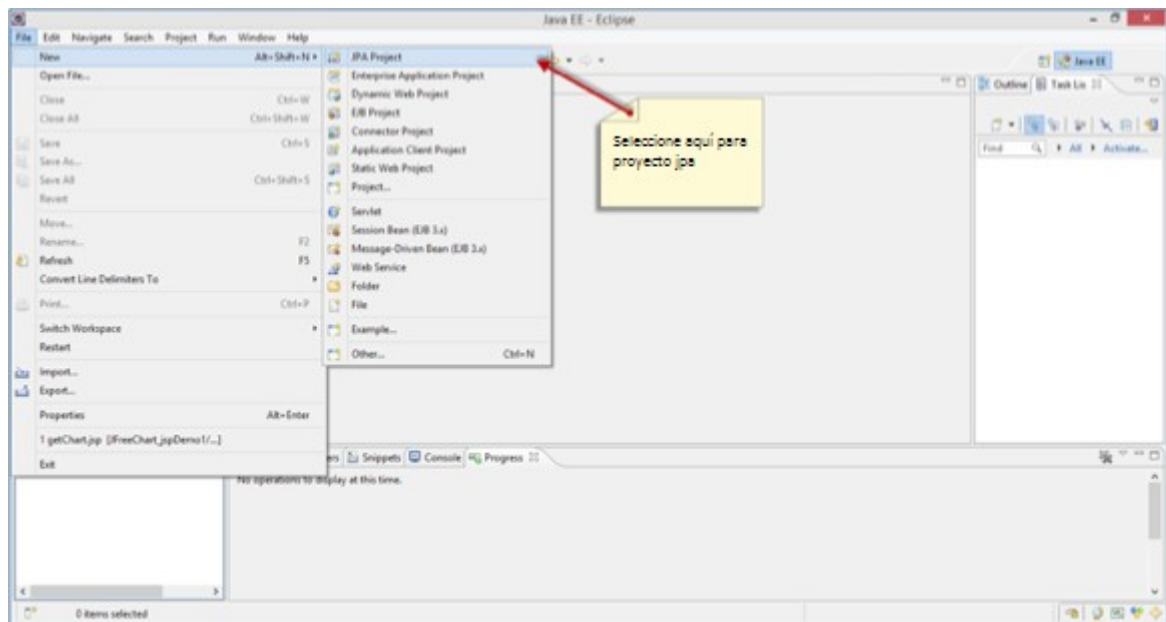 Java EE - Eclipse
File Edit Navigate Search Project Run Window Help
New Alt+Shift+N
Open File...
Close Ctrl+W
Close All Ctrl+Shift+W
Save Ctrl+S
Save As...
Save All Ctrl+Shift+S
Revert
Move...
Rename... F2
Refresh F5
Convert Line Delimiters To
Print... Ctrl+P
Switch Workspace
Restart
Import...
Export...
Properties Alt+Enter
1 getChart.jsp [JFreeChart_jspDemo1/...]
Exit
JPA Project
Enterprise Application Project
Dynamic Web Project
EJB Project
Connector Project
Application Client Project
Static Web Project
Project...
Servlet
Session Bean (EJB 3.x)
Message-Driven Bean (EJB 3.x)
Web Service
Folder
File
Example...
Other... Ctrl+N
Seleccione aquí para
proyecto jpa
Java EE
Outline Task Lis
Find All Activate...
ers Snippets Console Progress
No operations to display at this time.
0 items selected